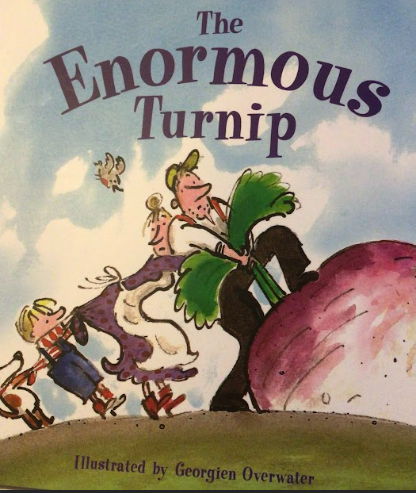 The
Enormous
Turnip
Illustrated by Georgien Overwater